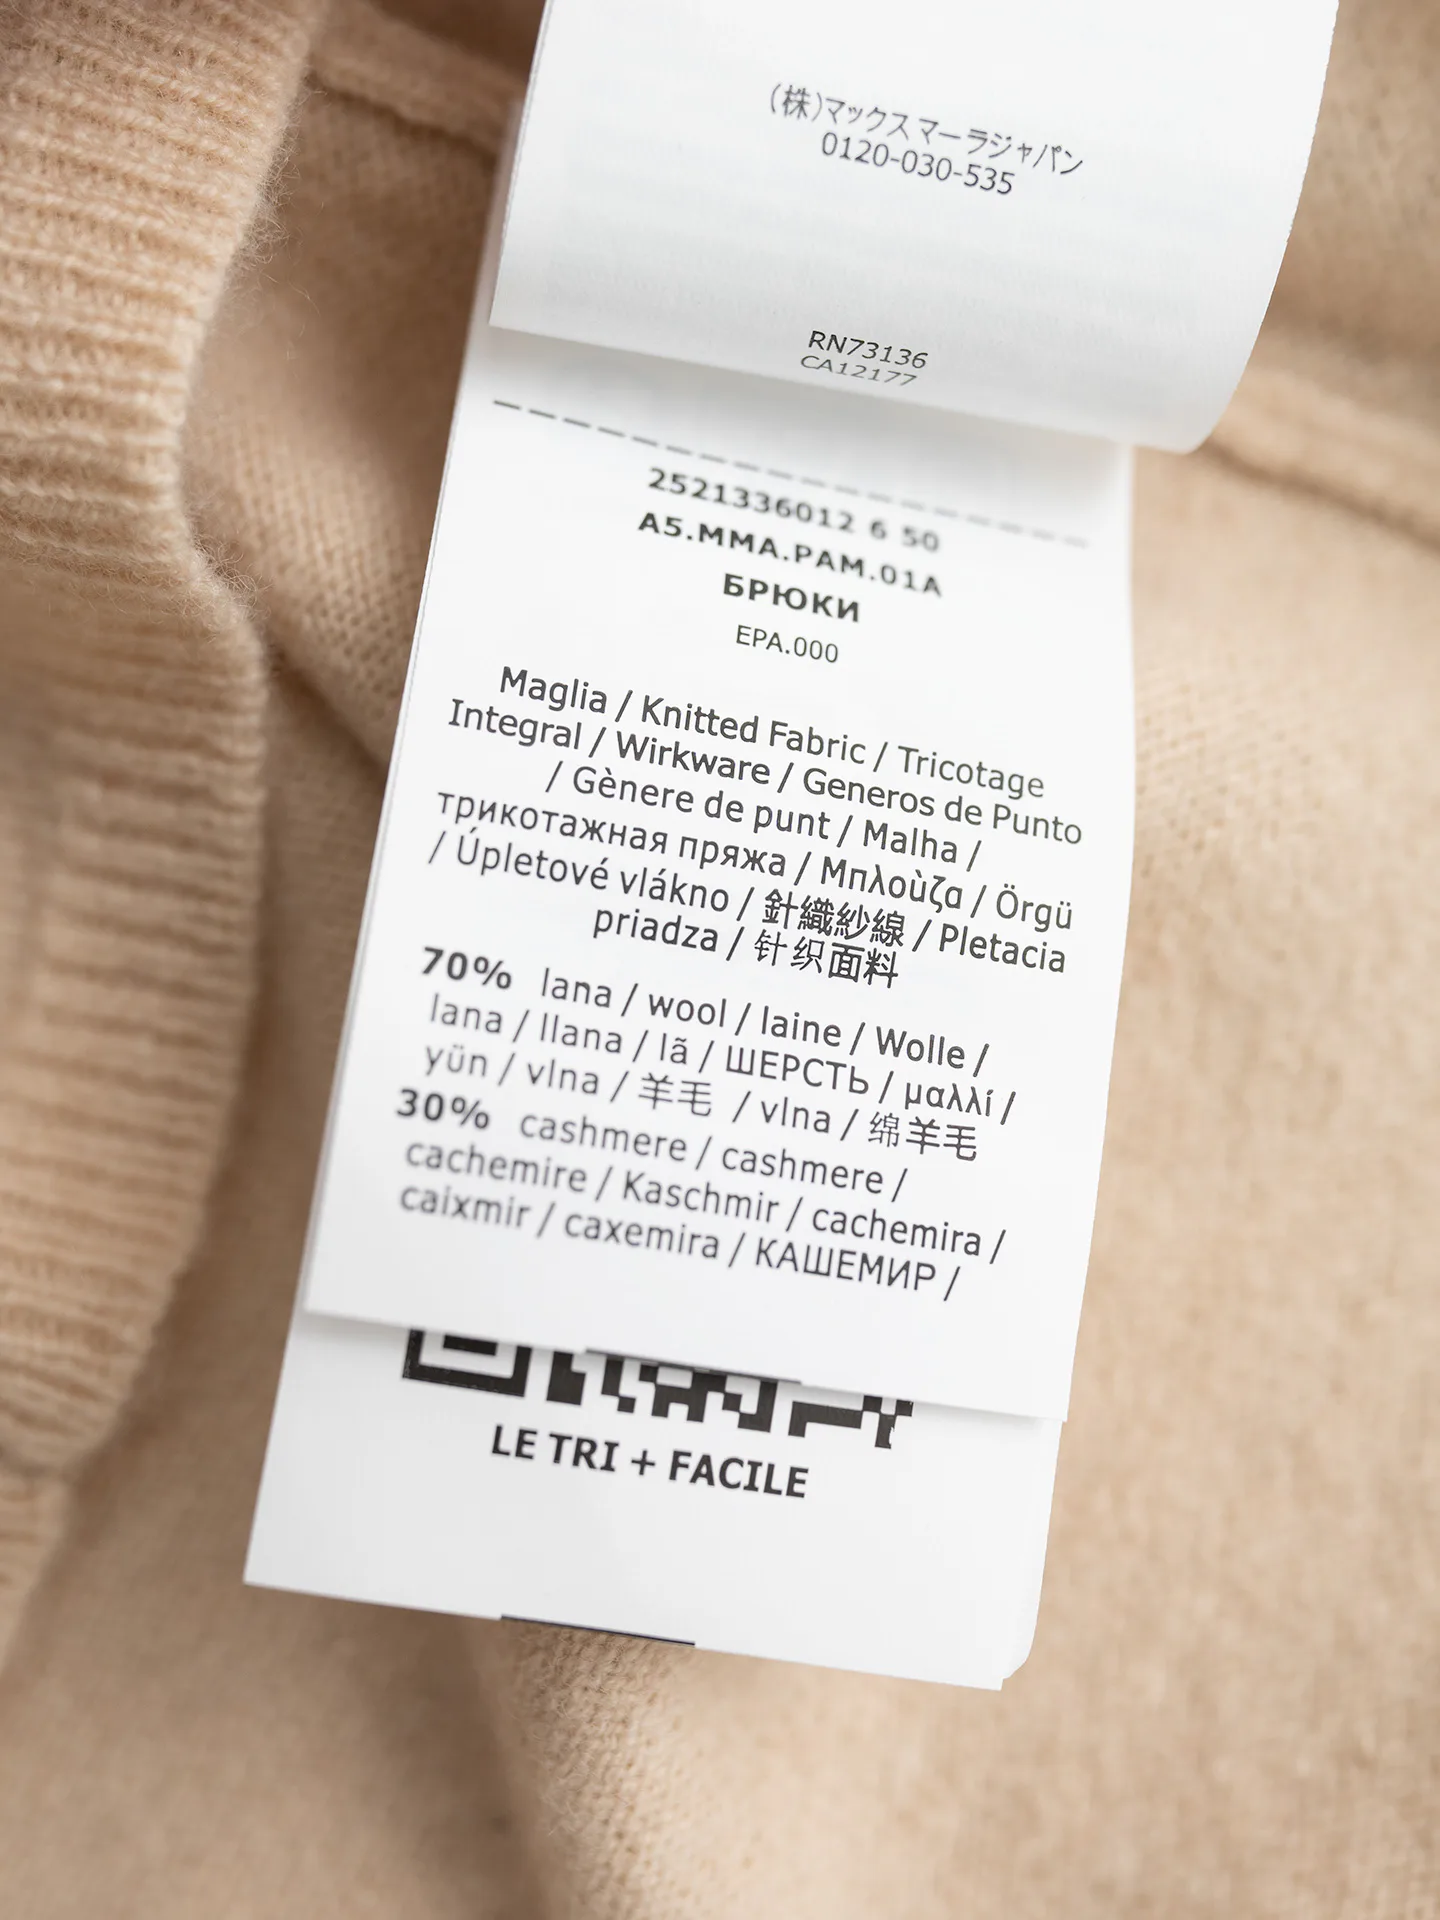 (株)マックス マーラジャパン
0120-030-535
RN73136
CA12177
2521336012 6 50
A5.MMA.PAM.01A
БРЮКИ
EPA.000
Maglia / Knitted Fabric / Tricotage
Integral / Wirkware / Generos de Punto
/ Gènere de punt / Malha /
трикотажная пряжа / Μπλοὺζα / Örgü
/ Úpletové vlákno / 針織紗線 / Pletacia
priadza / 针织面料
70% lana / wool / laine / Wolle /
lana / llana / lã / ШЕРСТЬ / μαλλί /
yün / vlna / 羊毛 / vlna / 绵羊毛
30% cashmere / cashmere /
cachemire / Kaschmir / cachemira /
caixmir / caxemira / КАШЕМИР /
LE TRI + FACILE